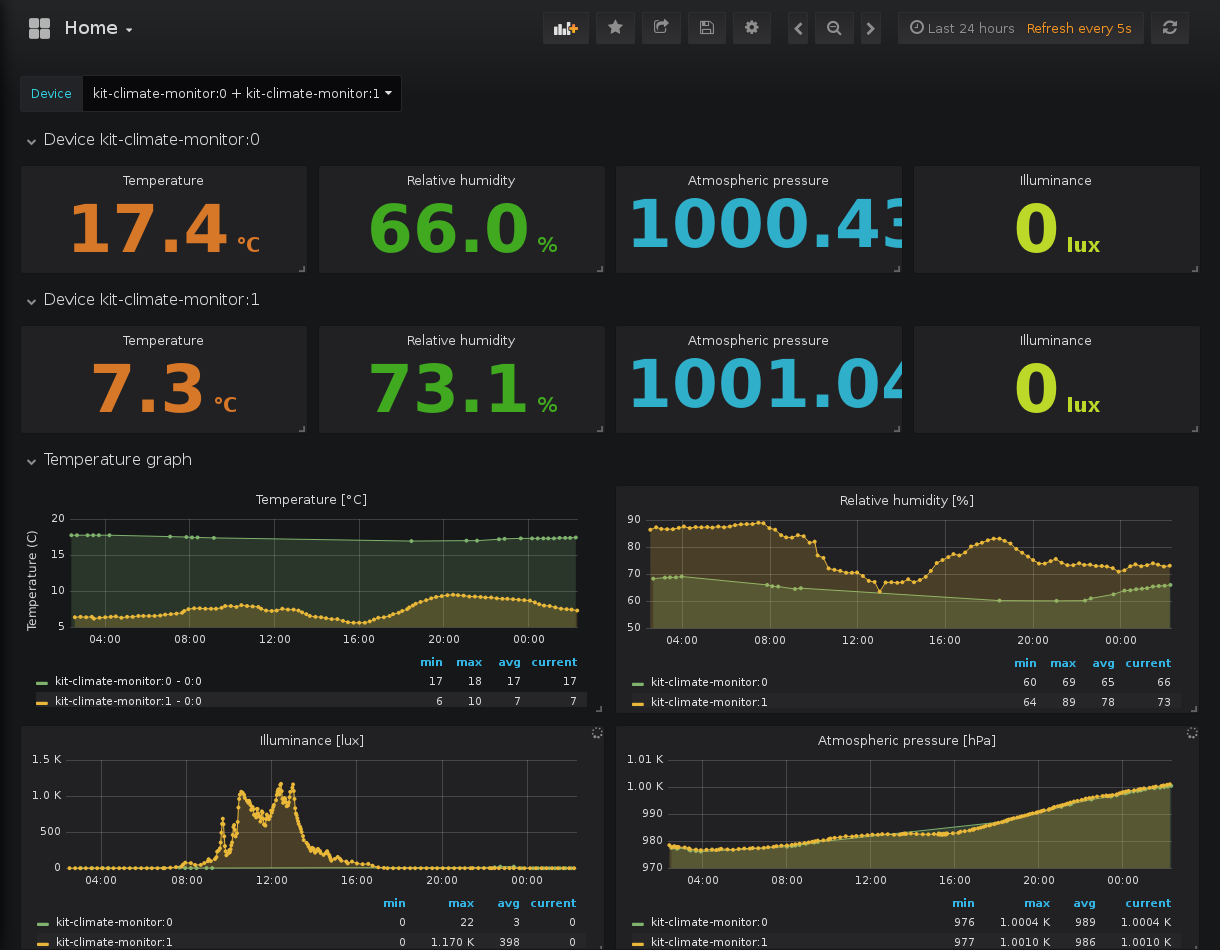 Home
Last 24 hours Refresh every 5s
Device kit-climate-monitor:0 + kit-climate-monitor:1
Device kit-climate-monitor:0
Temperature Relative humidity Atmospheric pressure Illuminance
17.4 °C 66.0 % 1000.43 0 lux
Device kit-climate-monitor:1
Temperature Relative humidity Atmospheric pressure Illuminance
7.3 °C 73.1 % 1001.04 0 lux
Temperature graph
Temperature [°C]
Temperature (C)
20
15
10
5
04:00 08:00 12:00 16:00 20:00 00:00
min max avg current
kit-climate-monitor:0 - 0:0 17 18 17 17
kit-climate-monitor:1 - 0:0 6 10 7 7
Relative humidity [%]
90
80
70
60
50
04:00 08:00 12:00 16:00 20:00 00:00
min max avg current
kit-climate-monitor:0 60 69 65 66
kit-climate-monitor:1 64 89 78 73
Illuminance [lux]
1.5 K
1.0 K
500
0
04:00 08:00 12:00 16:00 20:00 00:00
min max avg current
kit-climate-monitor:0 0 22 3 0
kit-climate-monitor:1 0 1.170 K 398 0
Atmospheric pressure [hPa]
1.01 K
1.00 K
990
980
970
04:00 08:00 12:00 16:00 20:00 00:00
min max avg current
kit-climate-monitor:0 976 1.0004 K 989 1.0004 K
kit-climate-monitor:1 977 1.0010 K 986 1.0010 K